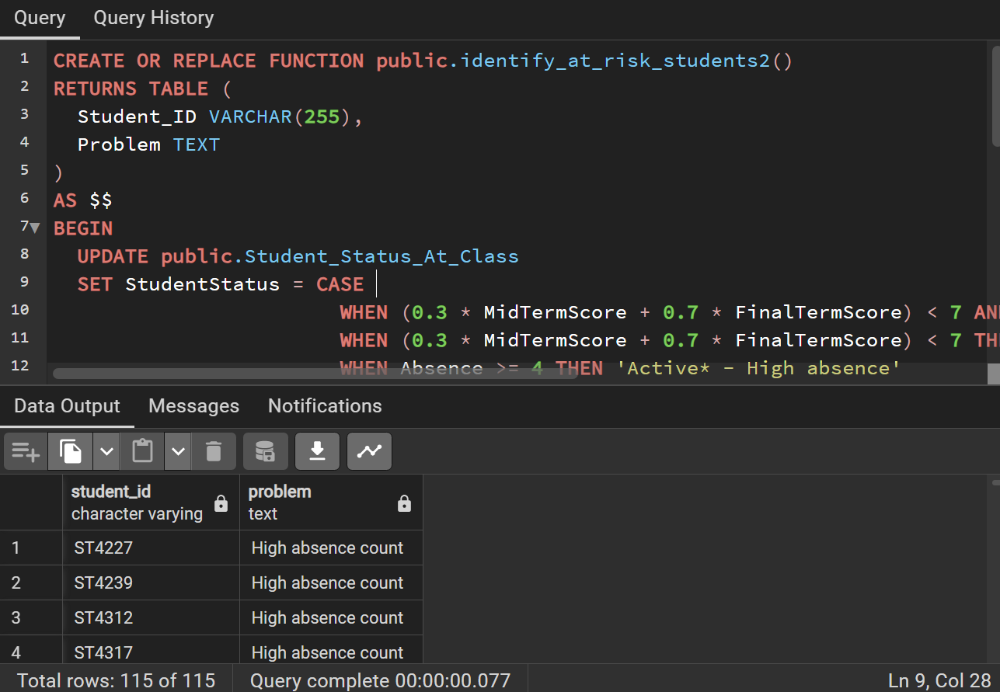 Query Query History
1 CREATE OR REPLACE FUNCTION public.identify_at_risk_students2()
2 RETURNS TABLE (
3 Student_ID VARCHAR(255),
4 Problem TEXT
5 )
6 AS $$
7 BEGIN
8 UPDATE public.Student_Status_At_Class
9 SET StudentStatus = CASE
10 WHEN (0.3 * MidTermScore + 0.7 * FinalTermScore) < 7 AN
11 WHEN (0.3 * MidTermScore + 0.7 * FinalTermScore) < 7 TH
12 WHEN Absence >= 4 THEN 'Active* - High absence'
Data Output Messages Notifications
student_id problem
character varying text
1 ST4227 High absence count
2 ST4239 High absence count
3 ST4312 High absence count
4 ST4317 High absence count
Total rows: 115 of 115 Query complete 00:00:00.077 Ln 9, Col 28